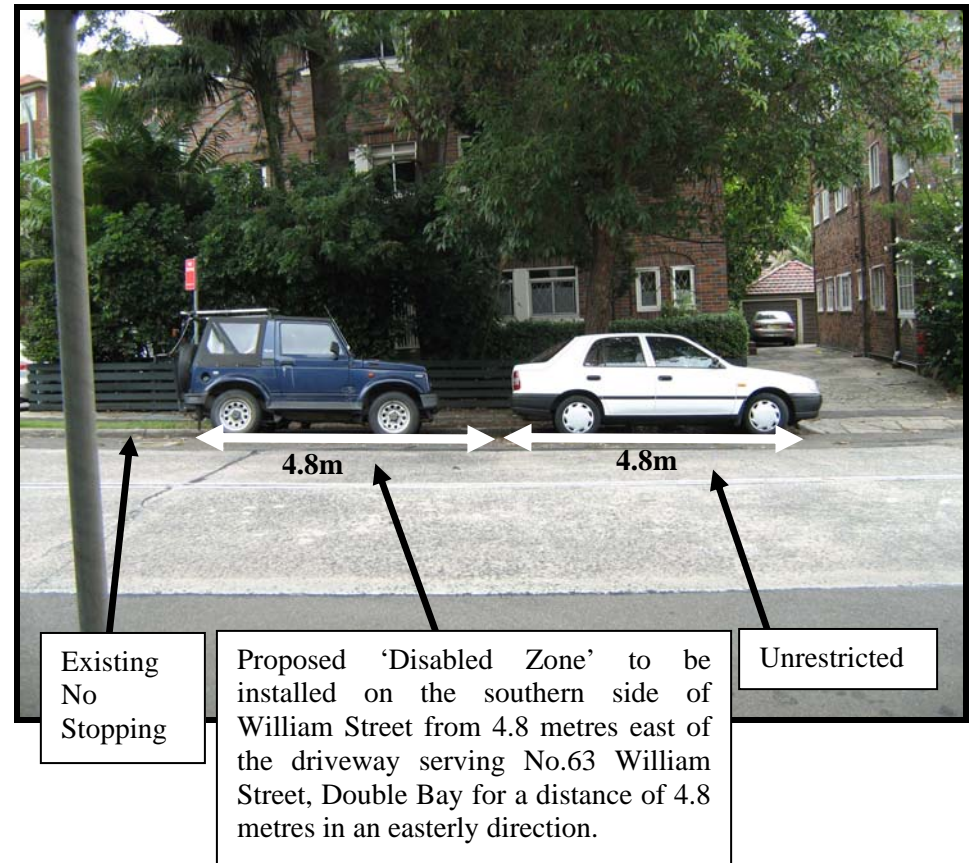 4.8m
4.8m
Existing
No
Stopping
Proposed ‘Disabled Zone’ to be
installed on the southern side of
William Street from 4.8 metres east of
the driveway serving No.63 William
Street, Double Bay for a distance of 4.8
metres in an easterly direction.
Unrestricted